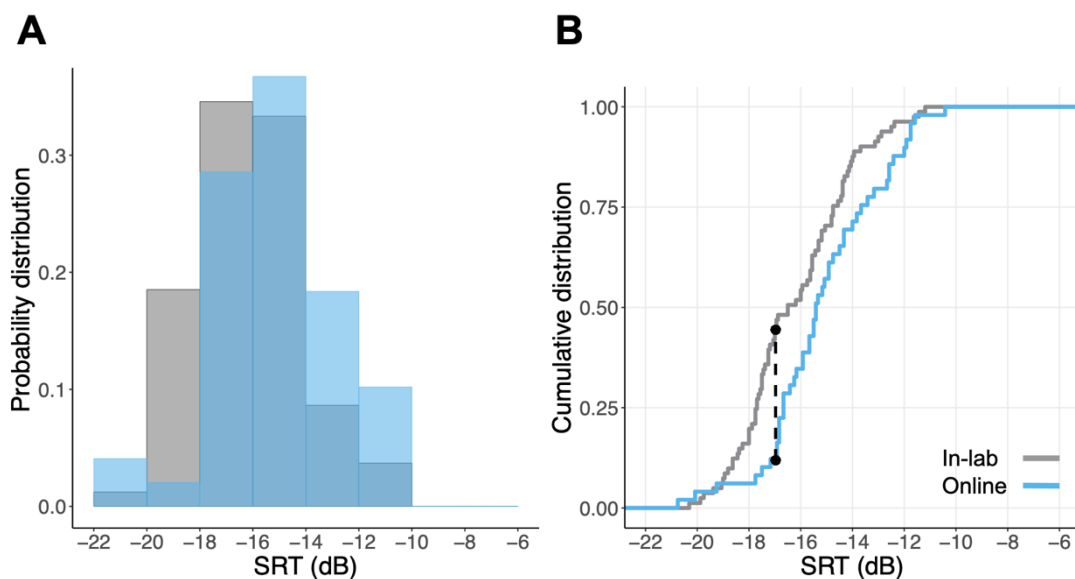 A
Probability distribution
0.3
0.2
0.1
0.0
−22 −20 −18 −16 −14 −12 −10 −8 −6
SRT (dB)
B
Cumulative distribution
1.00
0.75
0.50
0.25
0.00
In-lab
Online
−22 −20 −18 −16 −14 −12 −10 −8 −6
SRT (dB)